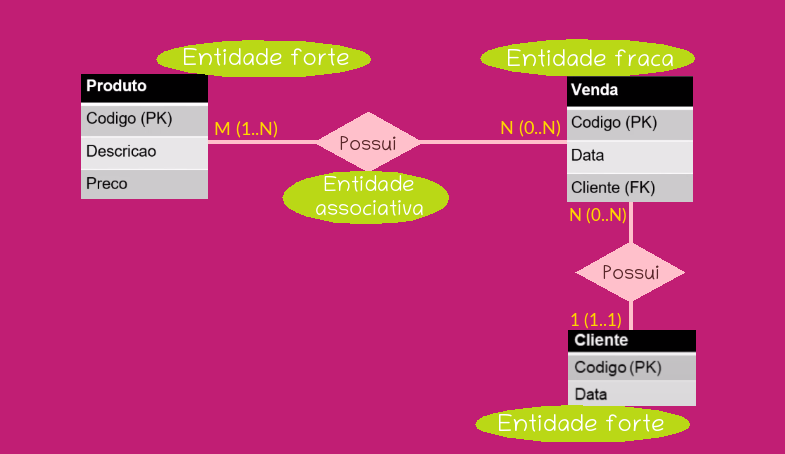 Entidade forte
Entidade fraca
Produto
Codigo (PK)
Descricao
Preco
M (1..N)
Possui
N (0..N)
Entidade
associativa
Venda
Codigo (PK)
Data
Cliente (FK)
N (0..N)
Possui
1 (1..1)
Cliente
Codigo (PK)
Data
Entidade forte